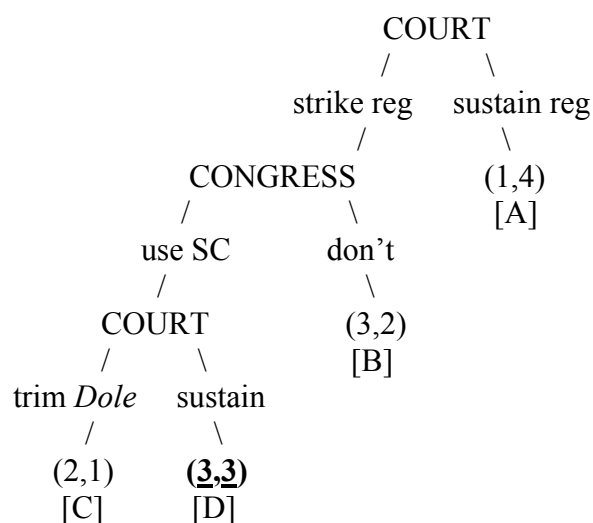 COURT
strike reg sustain reg
CONGRESS (1,4)
[A]
use SC don’t
COURT (3,2)
[B]
trim Dole sustain
(2,1) (3,3)
[C] [D]